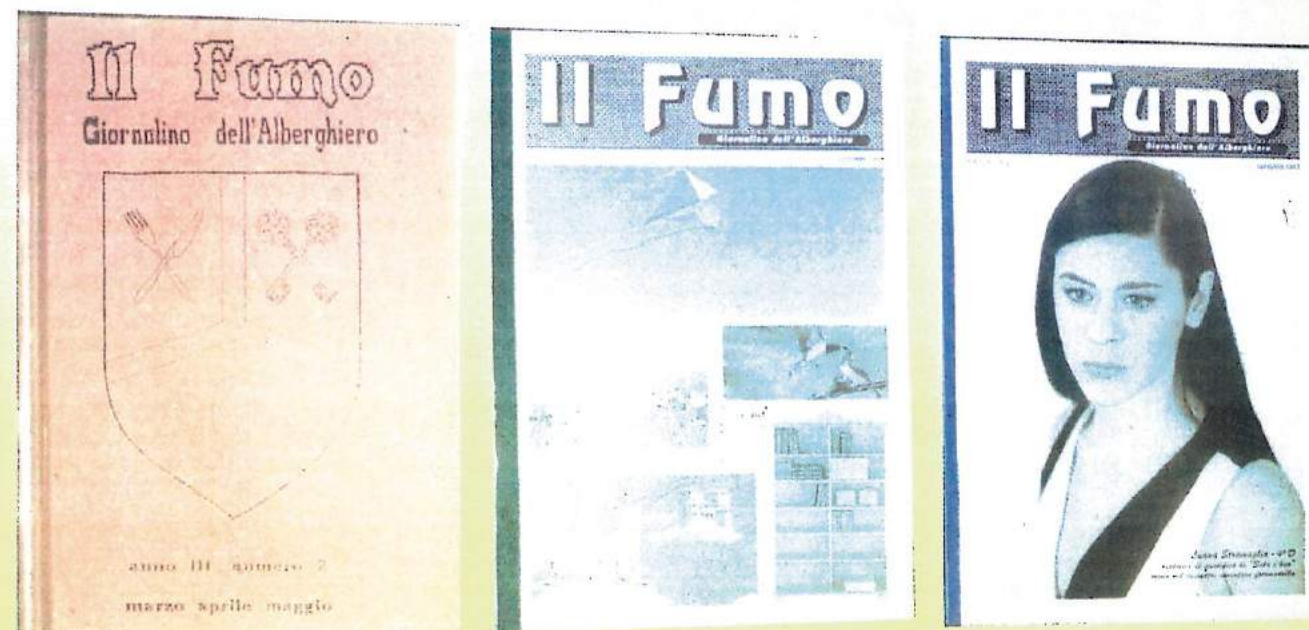 Il Fumo
Giornalino dell'Alberghiero
anno III numero 2
marzo aprile maggio
Il Fumo
Giornalino dell'Alberghiero
Il Fumo
Giornalino dell'Alberghiero